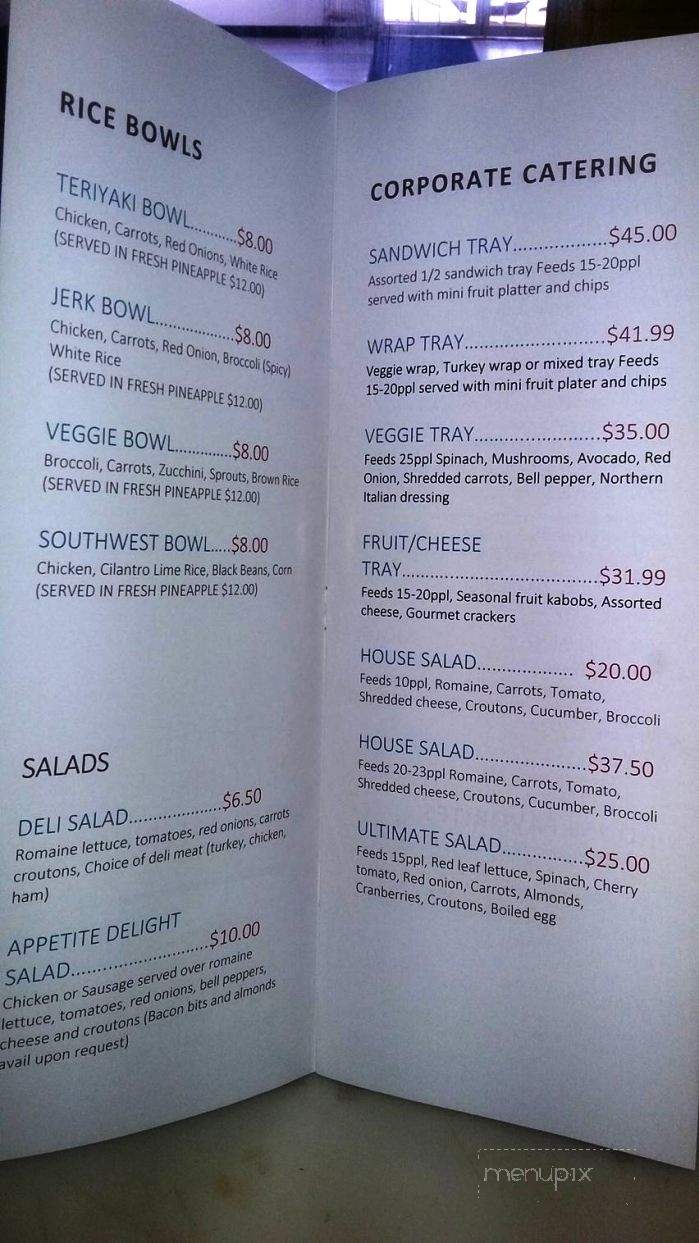 RICE BOWLS
TERIYAKI BOWL...........$8.00
Chicken, Carrots, Red Onions, White Rice
(SERVED IN FRESH PINEAPPLE $12.00)
JERK BOWL...................$8.00
Chicken, Carrots, Red Onion, Broccoli (Spicy)
White Rice
(SERVED IN FRESH PINEAPPLE $12.00)
VEGGIE BOWL.............$8.00
Broccoli, Carrots, Zucchini, Sprouts, Brown Rice
(SERVED IN FRESH PINEAPPLE $12.00)
SOUTHWEST BOWL.....$8.00
Chicken, Cilantro Lime Rice, Black Beans, Corn
(SERVED IN FRESH PINEAPPLE $12.00)
SALADS
DELI SALAD......................$6.50
Romaine lettuce, tomatoes, red onions, carrots
croutons, Choice of deli meat (turkey, chicken,
ham)
APPETITE DELIGHT
SALAD.........................$10.00
Chicken or Sausage served over romaine
lettuce, tomatoes, red onions, bell peppers,
cheese and croutons (Bacon bits and almonds
avail upon request)
CORPORATE CATERING
SANDWICH TRAY...................$45.00
Assorted 1/2 sandwich tray Feeds 15-20ppl
served with mini fruit platter and chips
WRAP TRAY............................$41.99
Veggie wrap, Turkey wrap or mixed tray Feeds
15-20ppl served with mini fruit plater and chips
VEGGIE TRAY.........................$35.00
Feeds 25ppl Spinach, Mushrooms, Avocado, Red
Onion, Shredded carrots, Bell pepper, Northern
Italian dressing
FRUIT/CHEESE
TRAY.......................................$31.99
Feeds 15-20ppl, Seasonal fruit kabobs, Assorted
cheese, Gourmet crackers
HOUSE SALAD................... $20.00
Feeds 10ppl, Romaine, Carrots, Tomato,
Shredded cheese, Croutons, Cucumber, Broccoli
HOUSE SALAD......................$37.50
Feeds 20-23ppl Romaine, Carrots, Tomato,
Shredded cheese, Croutons, Cucumber, Broccoli
ULTIMATE SALAD................$25.00
Feeds 15ppl, Red leaf lettuce, Spinach, Cherry
tomato, Red onion, Carrots, Almonds,
Cranberries, Croutons, Boiled egg
menupix